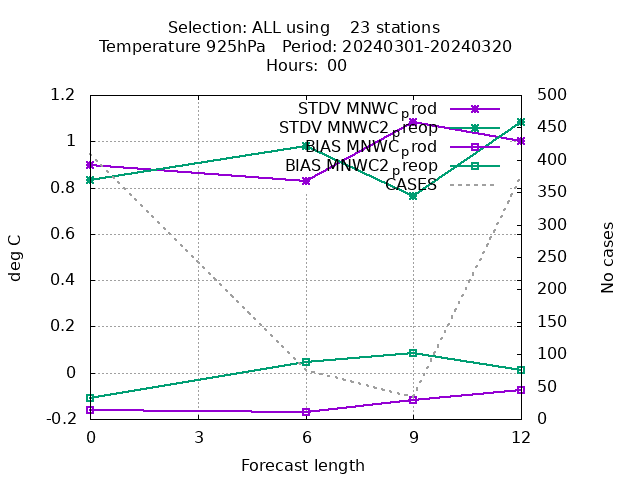 Selection: ALL using    23 stations
Temperature 925hPa   Period: 20240301-20240320
Hours:  00
STDV MNWC_prod
STDV MNWC2_preop
BIAS MNWC_prod
BIAS MNWC2_preop
CASES
deg C
1.2
1
0.8
0.6
0.4
0.2
0
-0.2
500
450
400
350
300
250
200
150
100
50
0
No cases
0 3 6 9 12
Forecast length